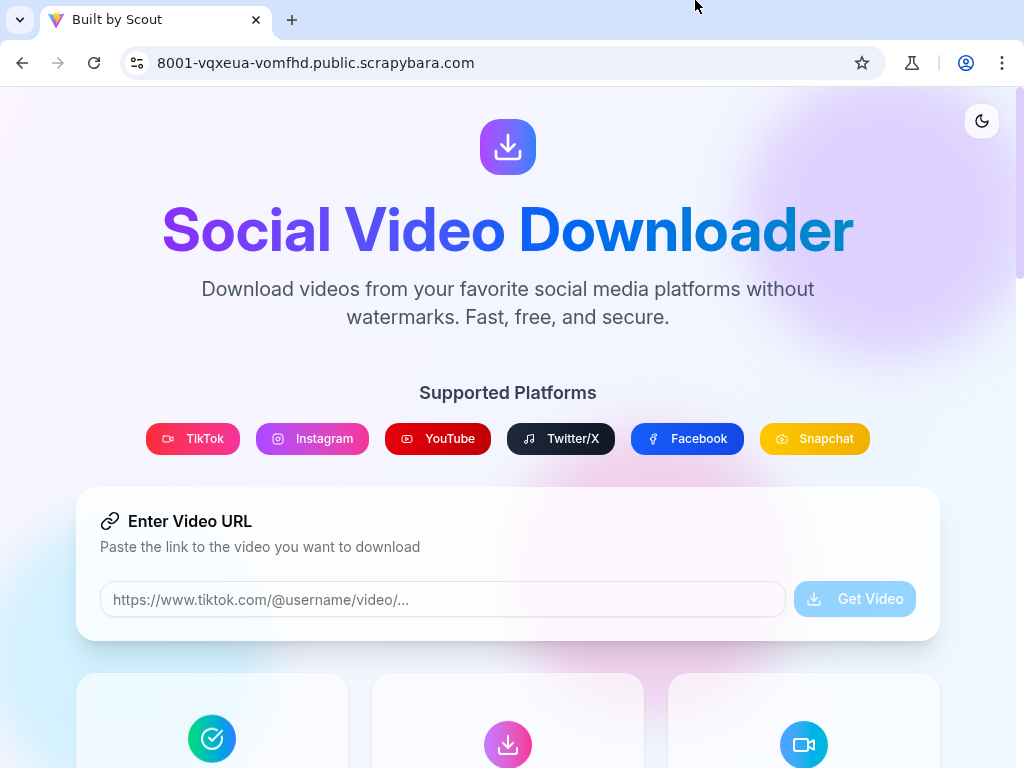 Built by Scout
8001-vqxeua-vomfhd.public.scrapybara.com
Social Video Downloader
Download videos from your favorite social media platforms without
watermarks. Fast, free, and secure.
Supported Platforms
TikTok
Instagram
YouTube
Twitter/X
Facebook
Snapchat
Enter Video URL
Paste the link to the video you want to download
https://www.tiktok.com/@username/video/...
Get Video